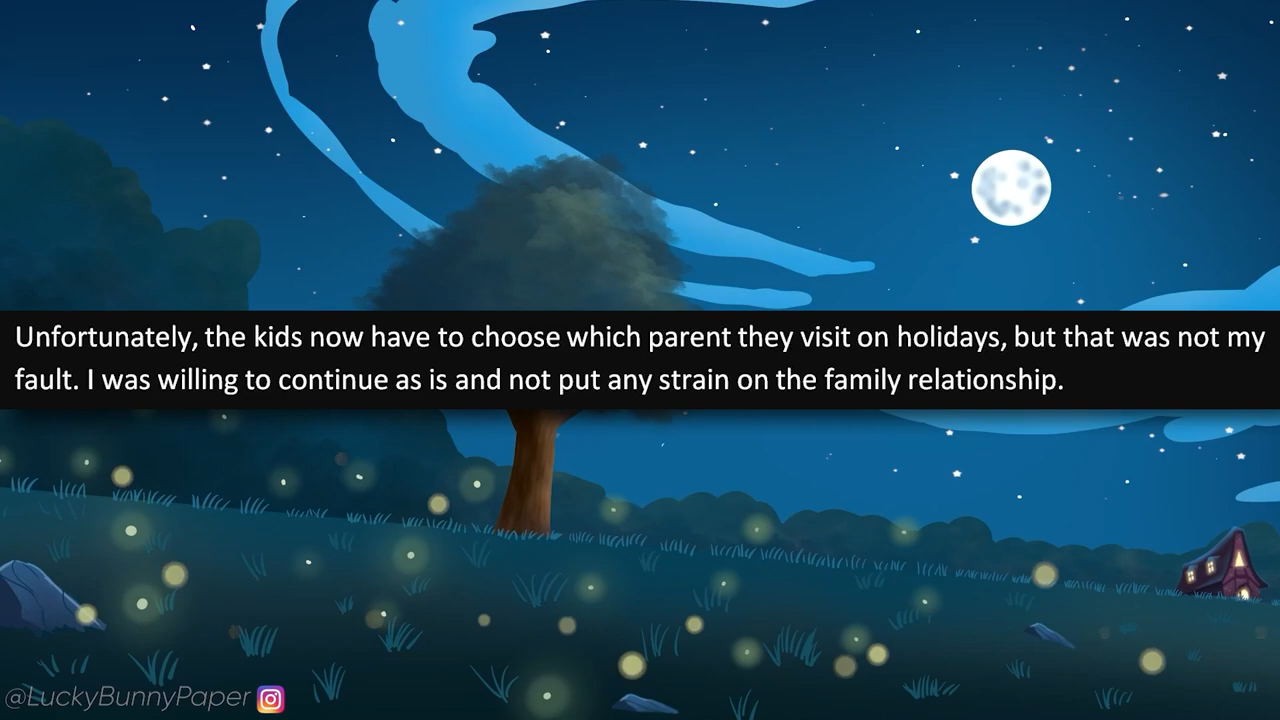 Unfortunately, the kids now have to choose which parent they visit on holidays, but that was not my
fault. I was willing to continue as is and not put any strain on the family relationship.
@LuckyBunnyPaper